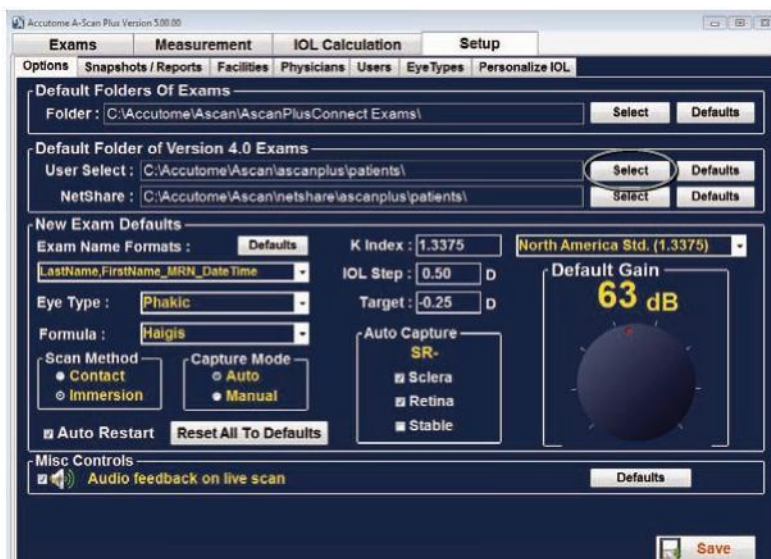 Accutome A-Scan Plus Version 5.00.00
Exams Measurement IOL Calculation Setup
Options Snapshots / Reports Facilities Physicians Users EyeTypes Personalize IOL
Default Folders Of Exams
Folder : C:\Accutome\Ascan\AscanPlusConnect Exams\ Select Defaults
Default Folder of Version 4.0 Exams
User Select : C:\Accutome\Ascan\ascanplus\patients\ Select Defaults
NetShare : C:\Accutome\Ascan\netshare\ascanplus\patients\ Select Defaults
New Exam Defaults
Exam Name Formats : Defaults K Index : 1.3375 North America Std. (1.3375)
LastName,FirstName_MRN_DateTime IOL Step : 0.50 D Default Gain
Eye Type : Phakic Target : -0.25 D 63 dB
Formula : Haigis Auto Capture
Scan Method Capture Mode SR-
Contact Auto Sclera
Immersion Manual Retina
Auto Restart Reset All To Defaults Stable
Misc Controls
Audio feedback on live scan Defaults
Save